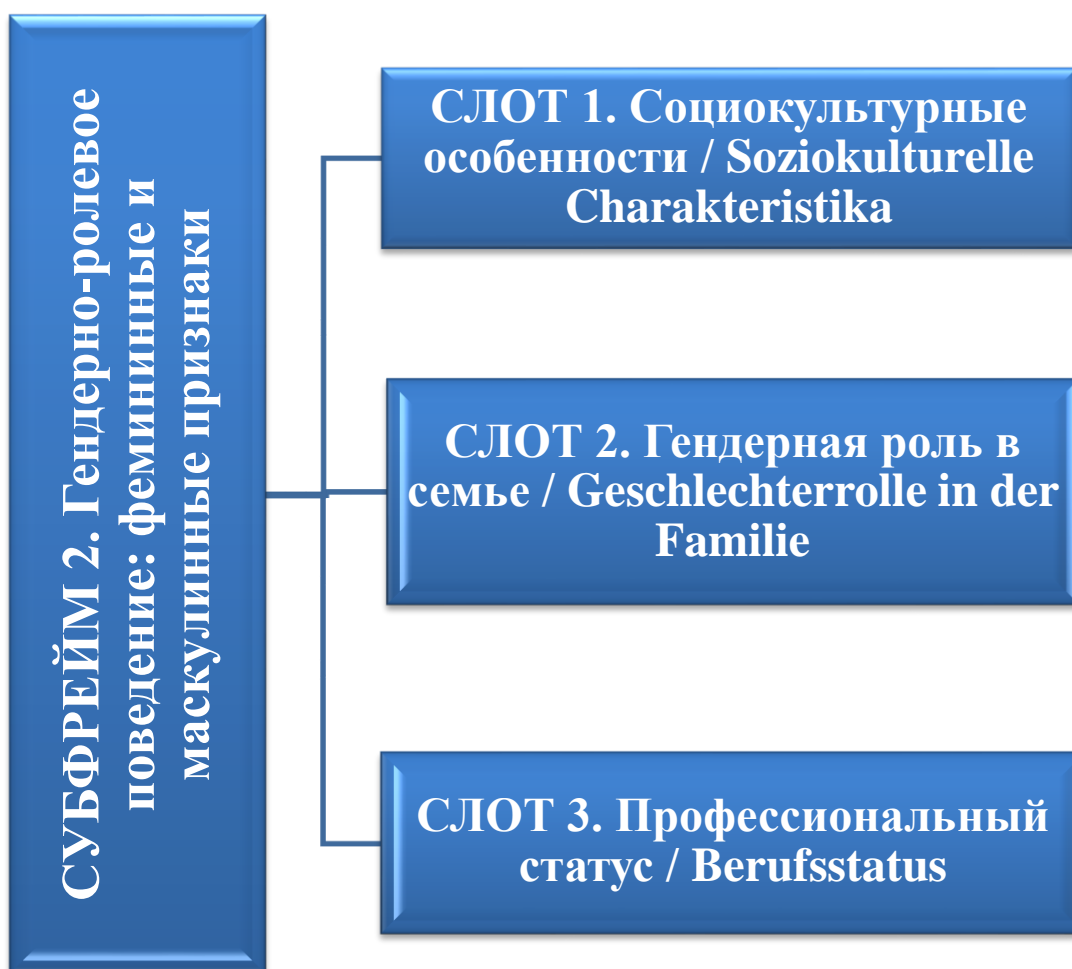 СУБФРЕЙМ 2. Гендерно-ролевое
поведение: феминнинные и
маскулинные признаки
СЛОТ 1. Социокультурные
особенности / Soziokulturelle
Charakteristika
СЛОТ 2. Гендерная роль в
семье / Geschlechterrolle in der
Familie
СЛОТ 3. Профессиональный
статус / Berufsstatus